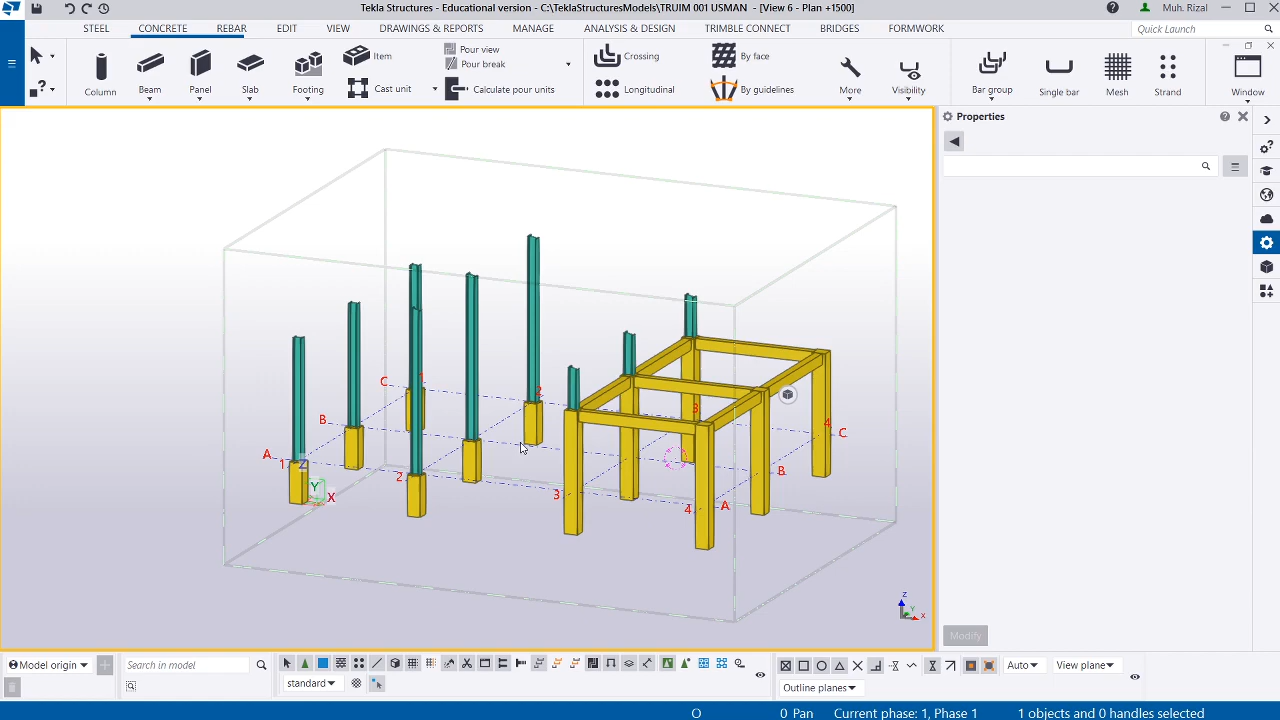 Tekla Structures - Educational version - C:\TeklaStructuresModels\TRUIM 001 USMAN - [View 6 - Plan +1500]
Muh. Rizal
STEEL CONCRETE REBAR EDIT VIEW DRAWINGS & REPORTS MANAGE ANALYSIS & DESIGN TRIMBLE CONNECT BRIDGES FORMWORK
Quick Launch
Column Beam Panel Slab Footing
Item
Cast unit
Pour view
Pour break
Calculate pour units
Crossing
Longitudinal
By face
By guidelines
More Visibility
Bar group Single bar Mesh Strand
Window
Properties
C 1
B
A
1 Z
Y
X
2
2
3
3
4
A
B
4
C
Z
Y
X
Modify
Model origin
Search in model
standard
Auto
View plane
Outline planes
O 0 Pan Current phase: 1, Phase 1 1 objects and 0 handles selected